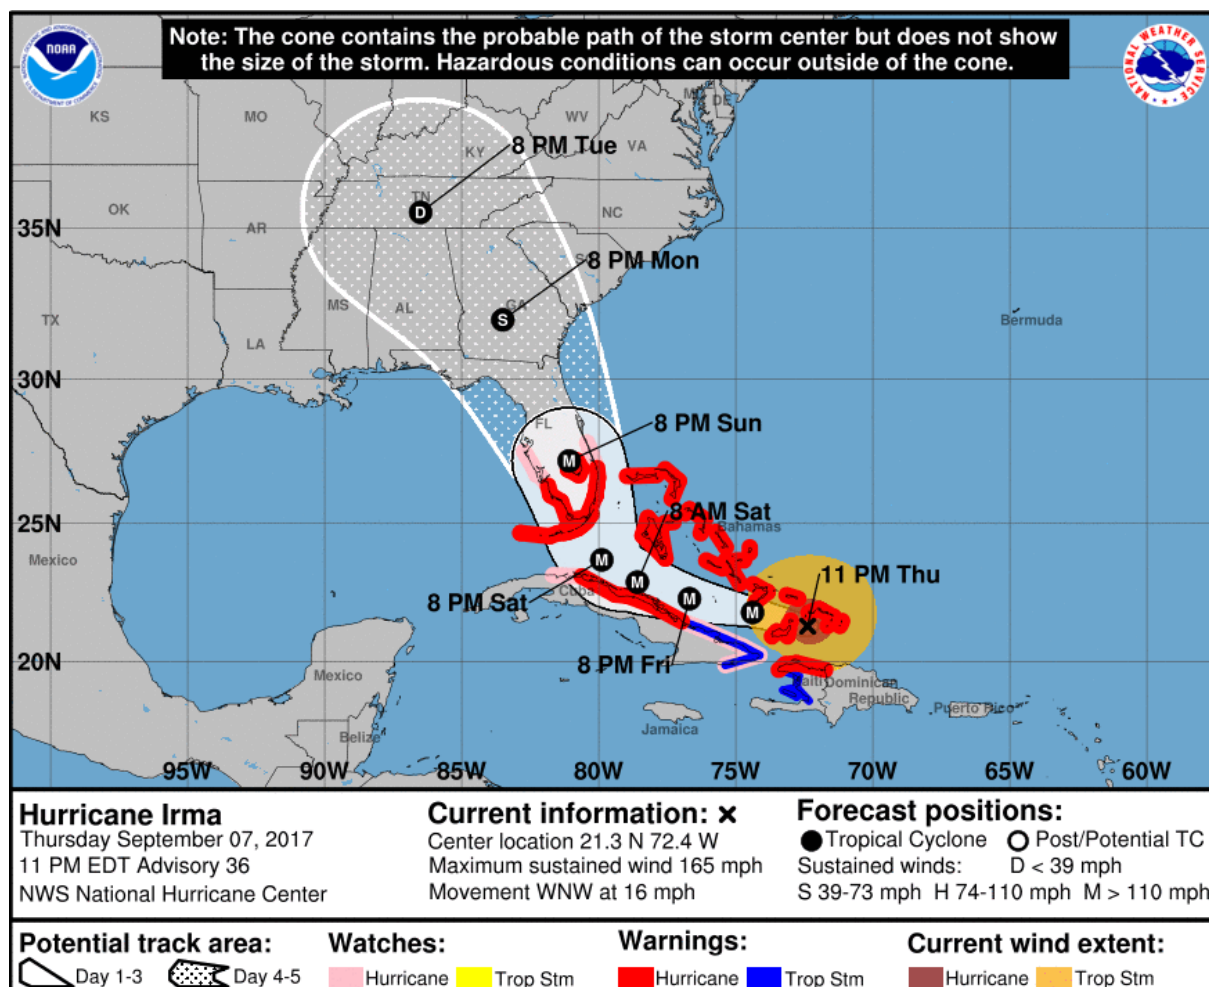 Note: The cone contains the probable path of the storm center but does not show
the size of the storm. Hazardous conditions can occur outside of the cone.
NOAA
NATIONAL WEATHER SERVICE
KS
MO
WV
MD
DE
KY
8 PM Tue
VA
OK
TN
NC
35N
AR
8 PM Mon
SC
MS
AL
GA
TX
Bermuda
LA
30N
FL
8 PM Sun
8 AM Sat
25N
Bahamas
Mexico
11 PM Thu
8 PM Sat
Cuba
8 PM Fri
20N
Mexico
Dominican
Republic
Puerto Rico
Jamaica
Belize
95W
90W
85W
80W
75W
70W
65W
60W
D
S
M
M
M
M
M
Hurricane Irma
Thursday September 07, 2017
11 PM EDT Advisory 36
NWS National Hurricane Center
Current information:
Center location 21.3 N 72.4 W
Maximum sustained wind 165 mph
Movement WNW at 16 mph
Forecast positions:
Tropical Cyclone Post/Potential TC
Sustained winds: D < 39 mph
S 39-73 mph H 74-110 mph M > 110 mph
Potential track area:
Day 1-3 Day 4-5
Watches:
Hurricane Trop Stm
Warnings:
Hurricane Trop Stm
Current wind extent:
Hurricane Trop Stm